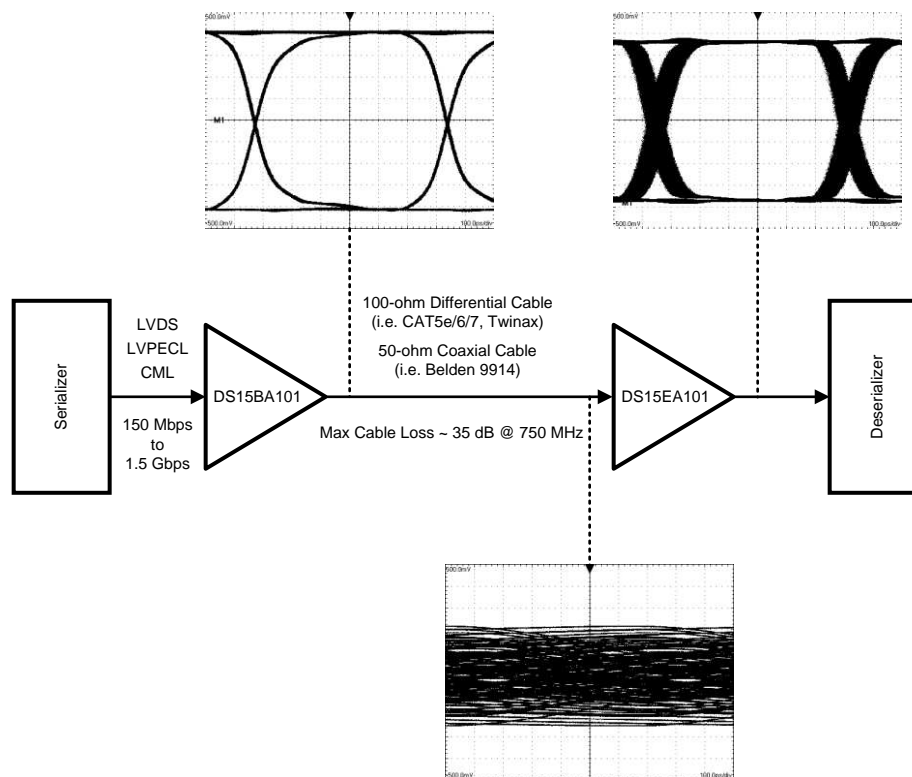 500.0mV
M1
-500.0mV
100.0ps/div
500.0mV
M1
-500.0mV
100.0ps/div
Serializer
LVDS
LVPECL
CML
150 Mbps
to
1.5 Gbps
DS15BA101
100-ohm Differential Cable
(i.e. CAT5e/6/7, Twinax)
50-ohm Coaxial Cable
(i.e. Belden 9914)
Max Cable Loss ~ 35 dB @ 750 MHz
DS15EA101
Deserializer
500.0mV
-500.0mV
100.0ps/div